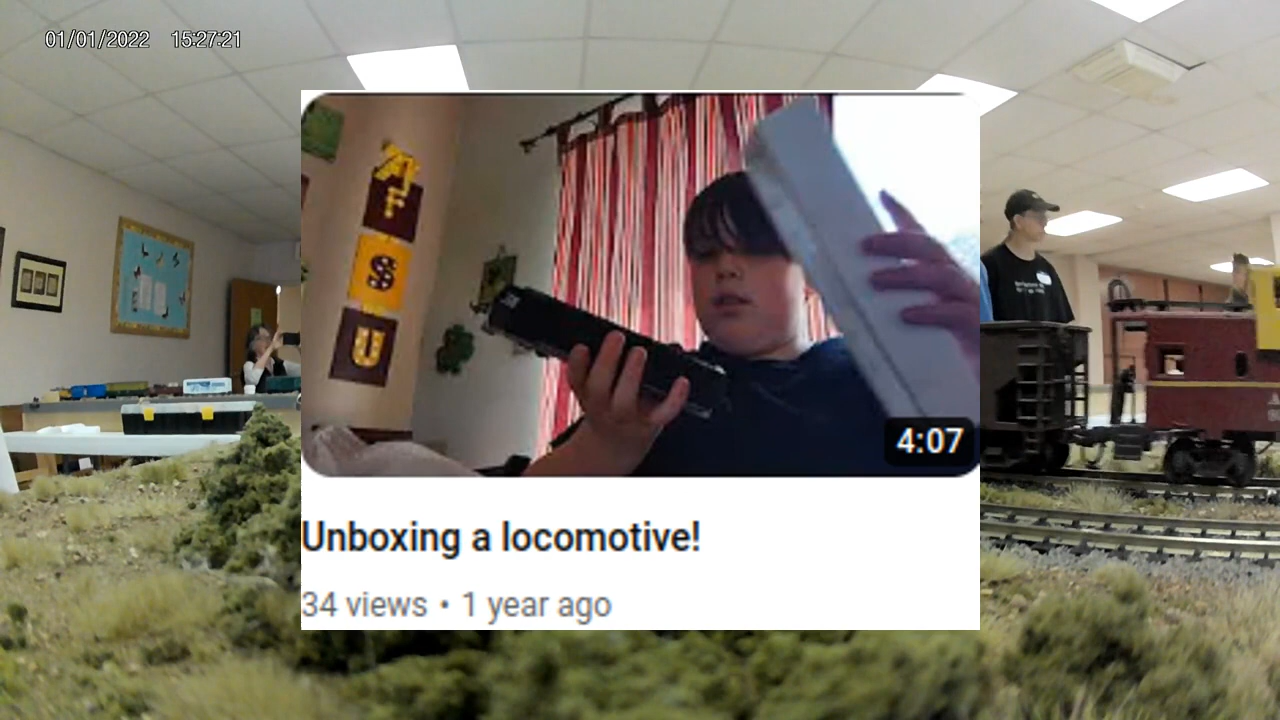 01/01/2022 15:27:21
F
S
U
4:07
Unboxing a locomotive!
34 views • 1 year ago